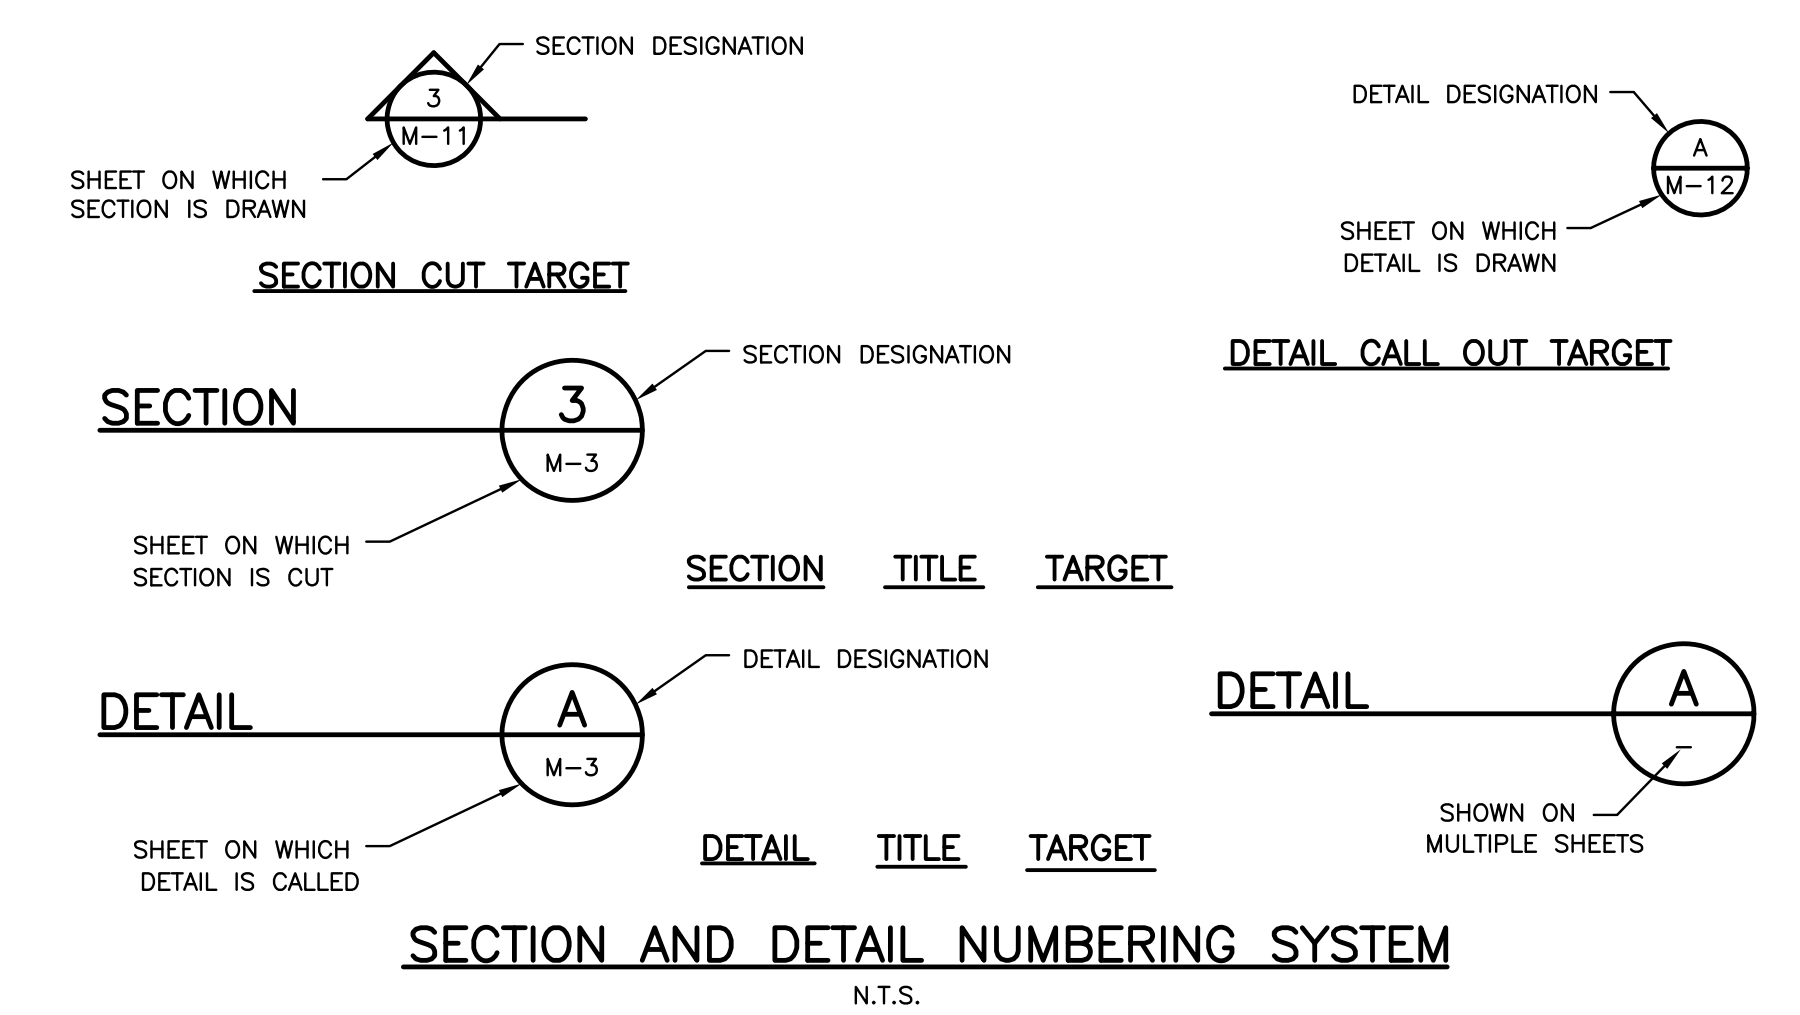 SECTION DESIGNATION
3
M-11
SHEET ON WHICH
SECTION IS DRAWN
SECTION CUT TARGET
DETAIL DESIGNATION
A
M-12
SHEET ON WHICH
DETAIL IS DRAWN
DETAIL CALL OUT TARGET
SECTION DESIGNATION
SECTION
3
M-3
SHEET ON WHICH
SECTION IS CUT
SECTION TITLE TARGET
DETAIL DESIGNATION
DETAIL
A
M-3
SHEET ON WHICH
DETAIL IS CALLED
DETAIL TITLE TARGET
DETAIL
A
-
SHOWN ON
MULTIPLE SHEETS
SECTION AND DETAIL NUMBERING SYSTEM
N.T.S.